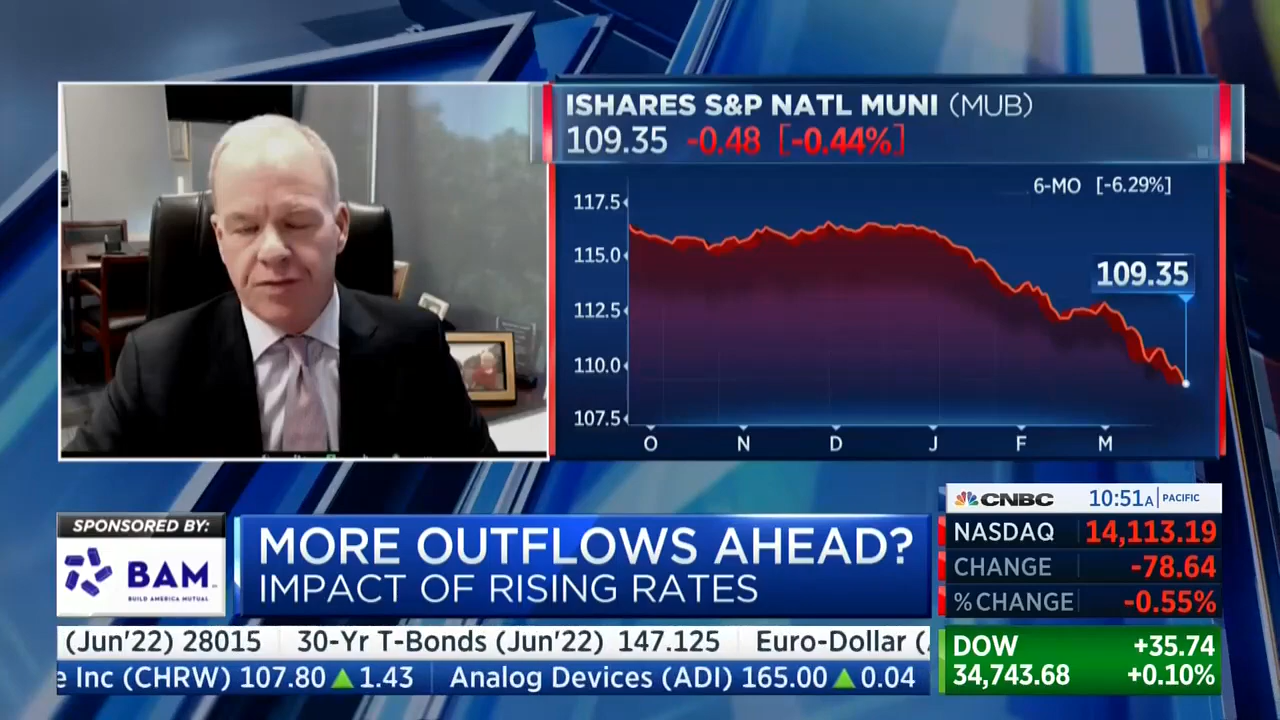 ISHARES S&P NATL MUNI (MUB)
109.35 -0.48 [-0.44%]
6-MO [-6.29%]
117.5
115.0
112.5
110.0
107.5
109.35
O N D J F M
SPONSORED BY:
BAM
BUILD AMERICA MUTUAL
MORE OUTFLOWS AHEAD?
IMPACT OF RISING RATES
CNBC 10:51A PACIFIC
NASDAQ 14,113.19
CHANGE -78.64
% CHANGE -0.55%
DOW +35.74
34,743.68 +0.10%
(Jun'22) 28015 30-Yr T-Bonds (Jun'22) 147.125 Euro-Dollar (
e Inc (CHRW) 107.80 ▲ 1.43 Analog Devices (ADI) 165.00 ▲ 0.04